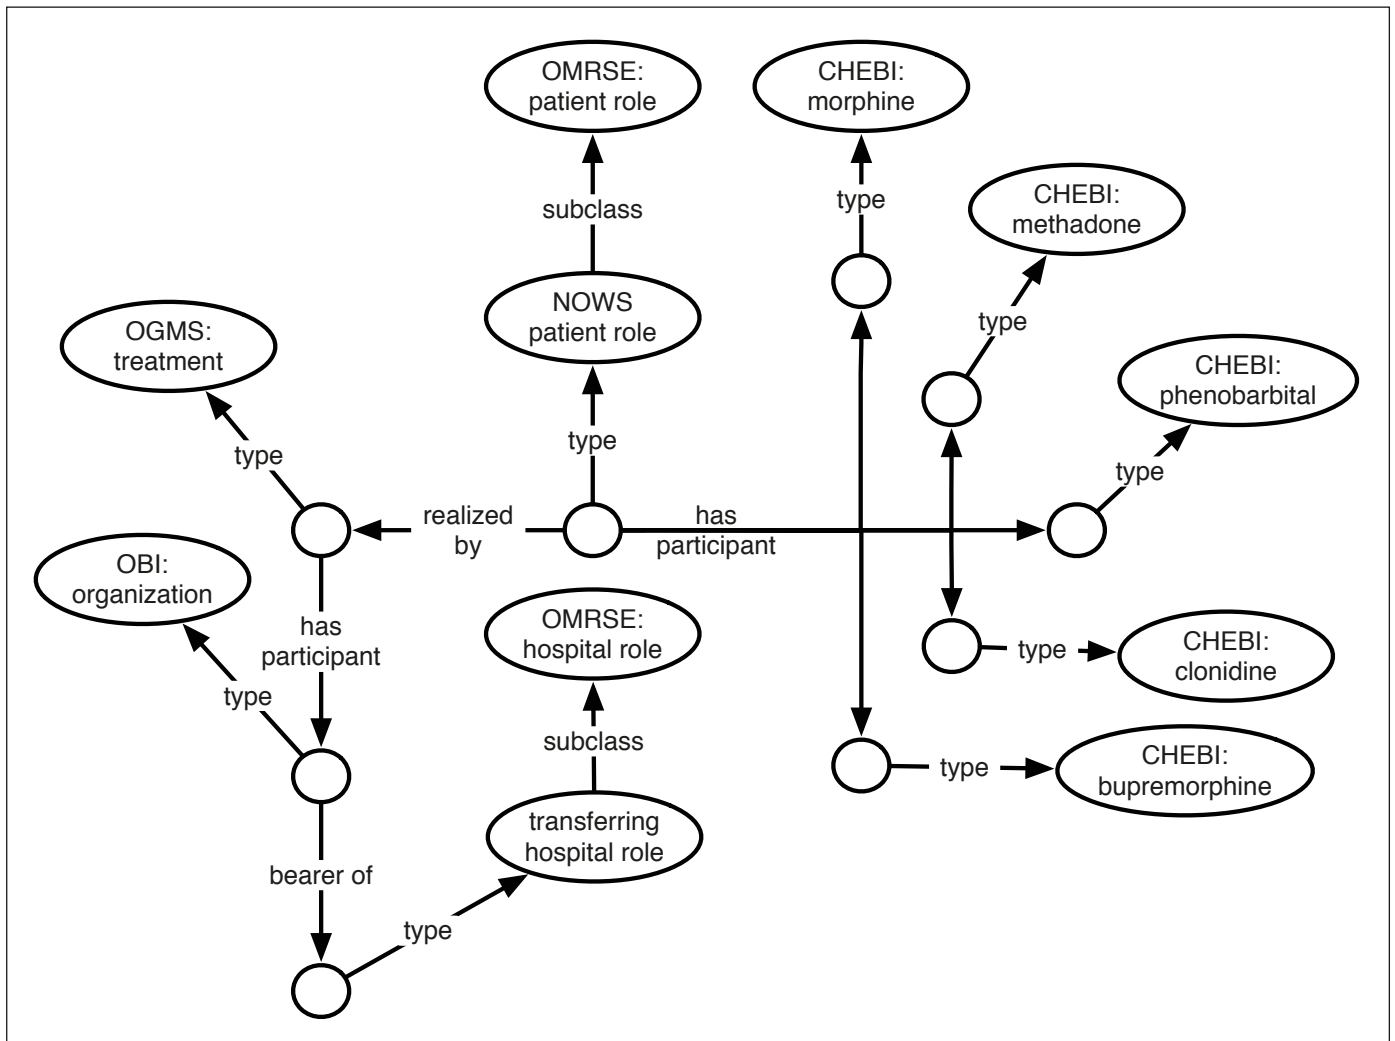 OMRSE:
patient role
CHEBI:
morphine
type
CHEBI:
methadone
subclass
NOWS
patient role
type
OGMS:
treatment
CHEBI:
phenobarbital
type
type
type
realized
by
has
participant
OBI:
organization
OMRSE:
hospital role
has
participant
type
CHEBI:
clonidine
type
subclass
type
CHEBI:
bupremorphine
transferring
hospital role
bearer of
type